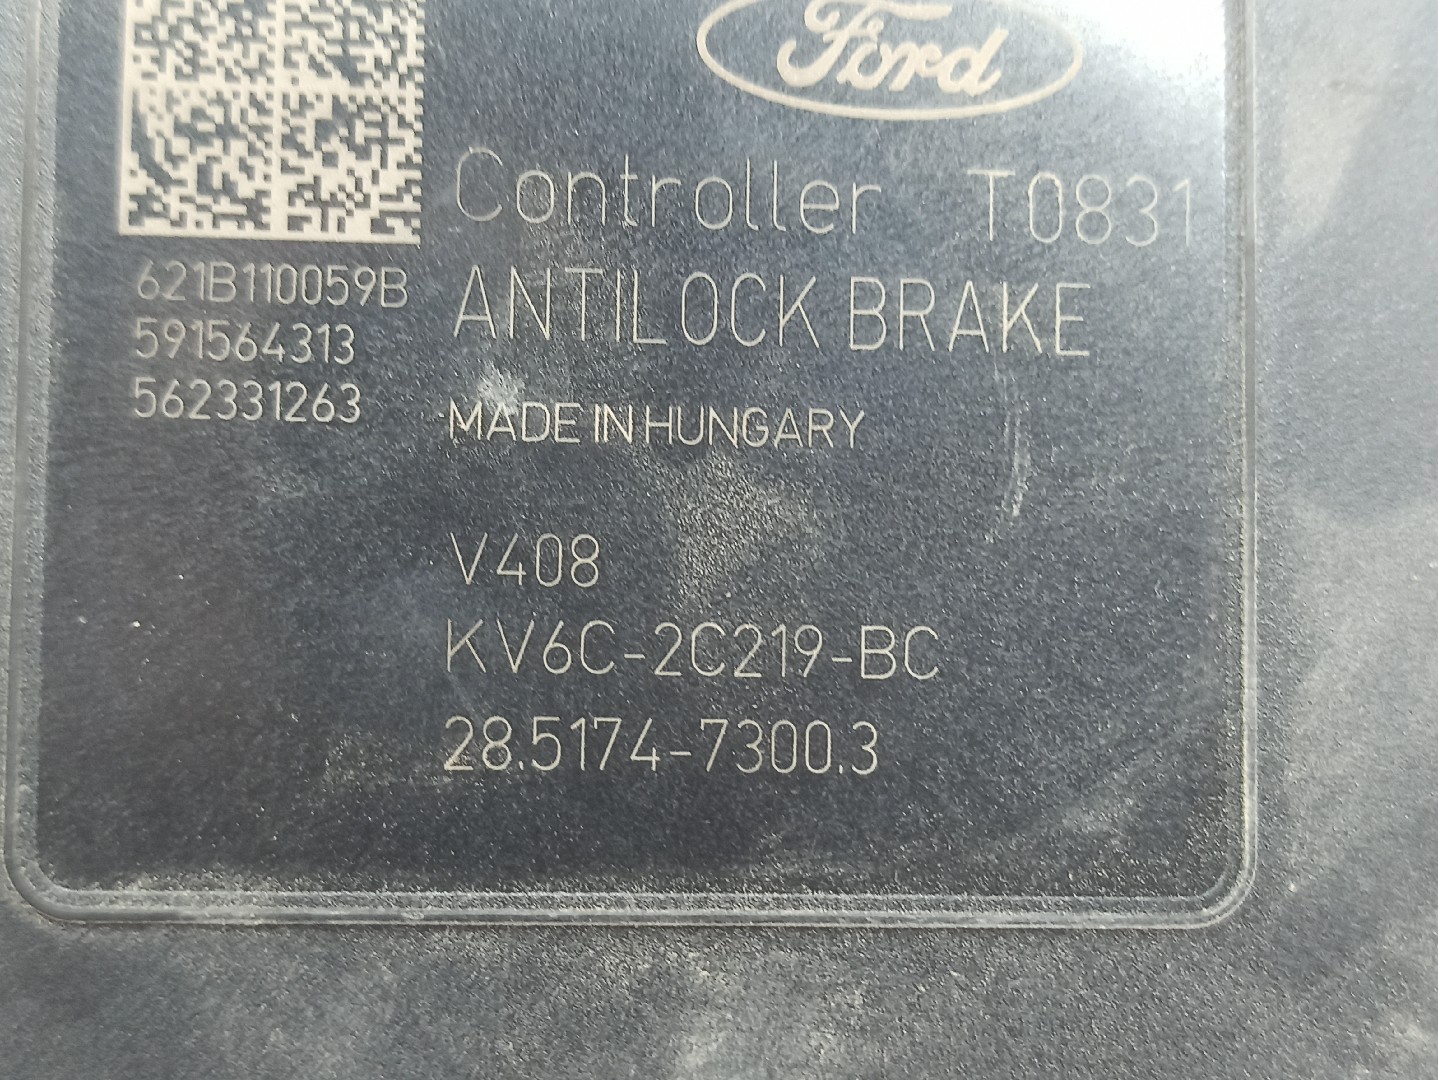 Ford
Controller T0831
ANTILOCK BRAKE
MADE IN HUNGARY
621B110059B
591564313
562331263
V408
KV6C-2C219-BC
28.5174-7300.3